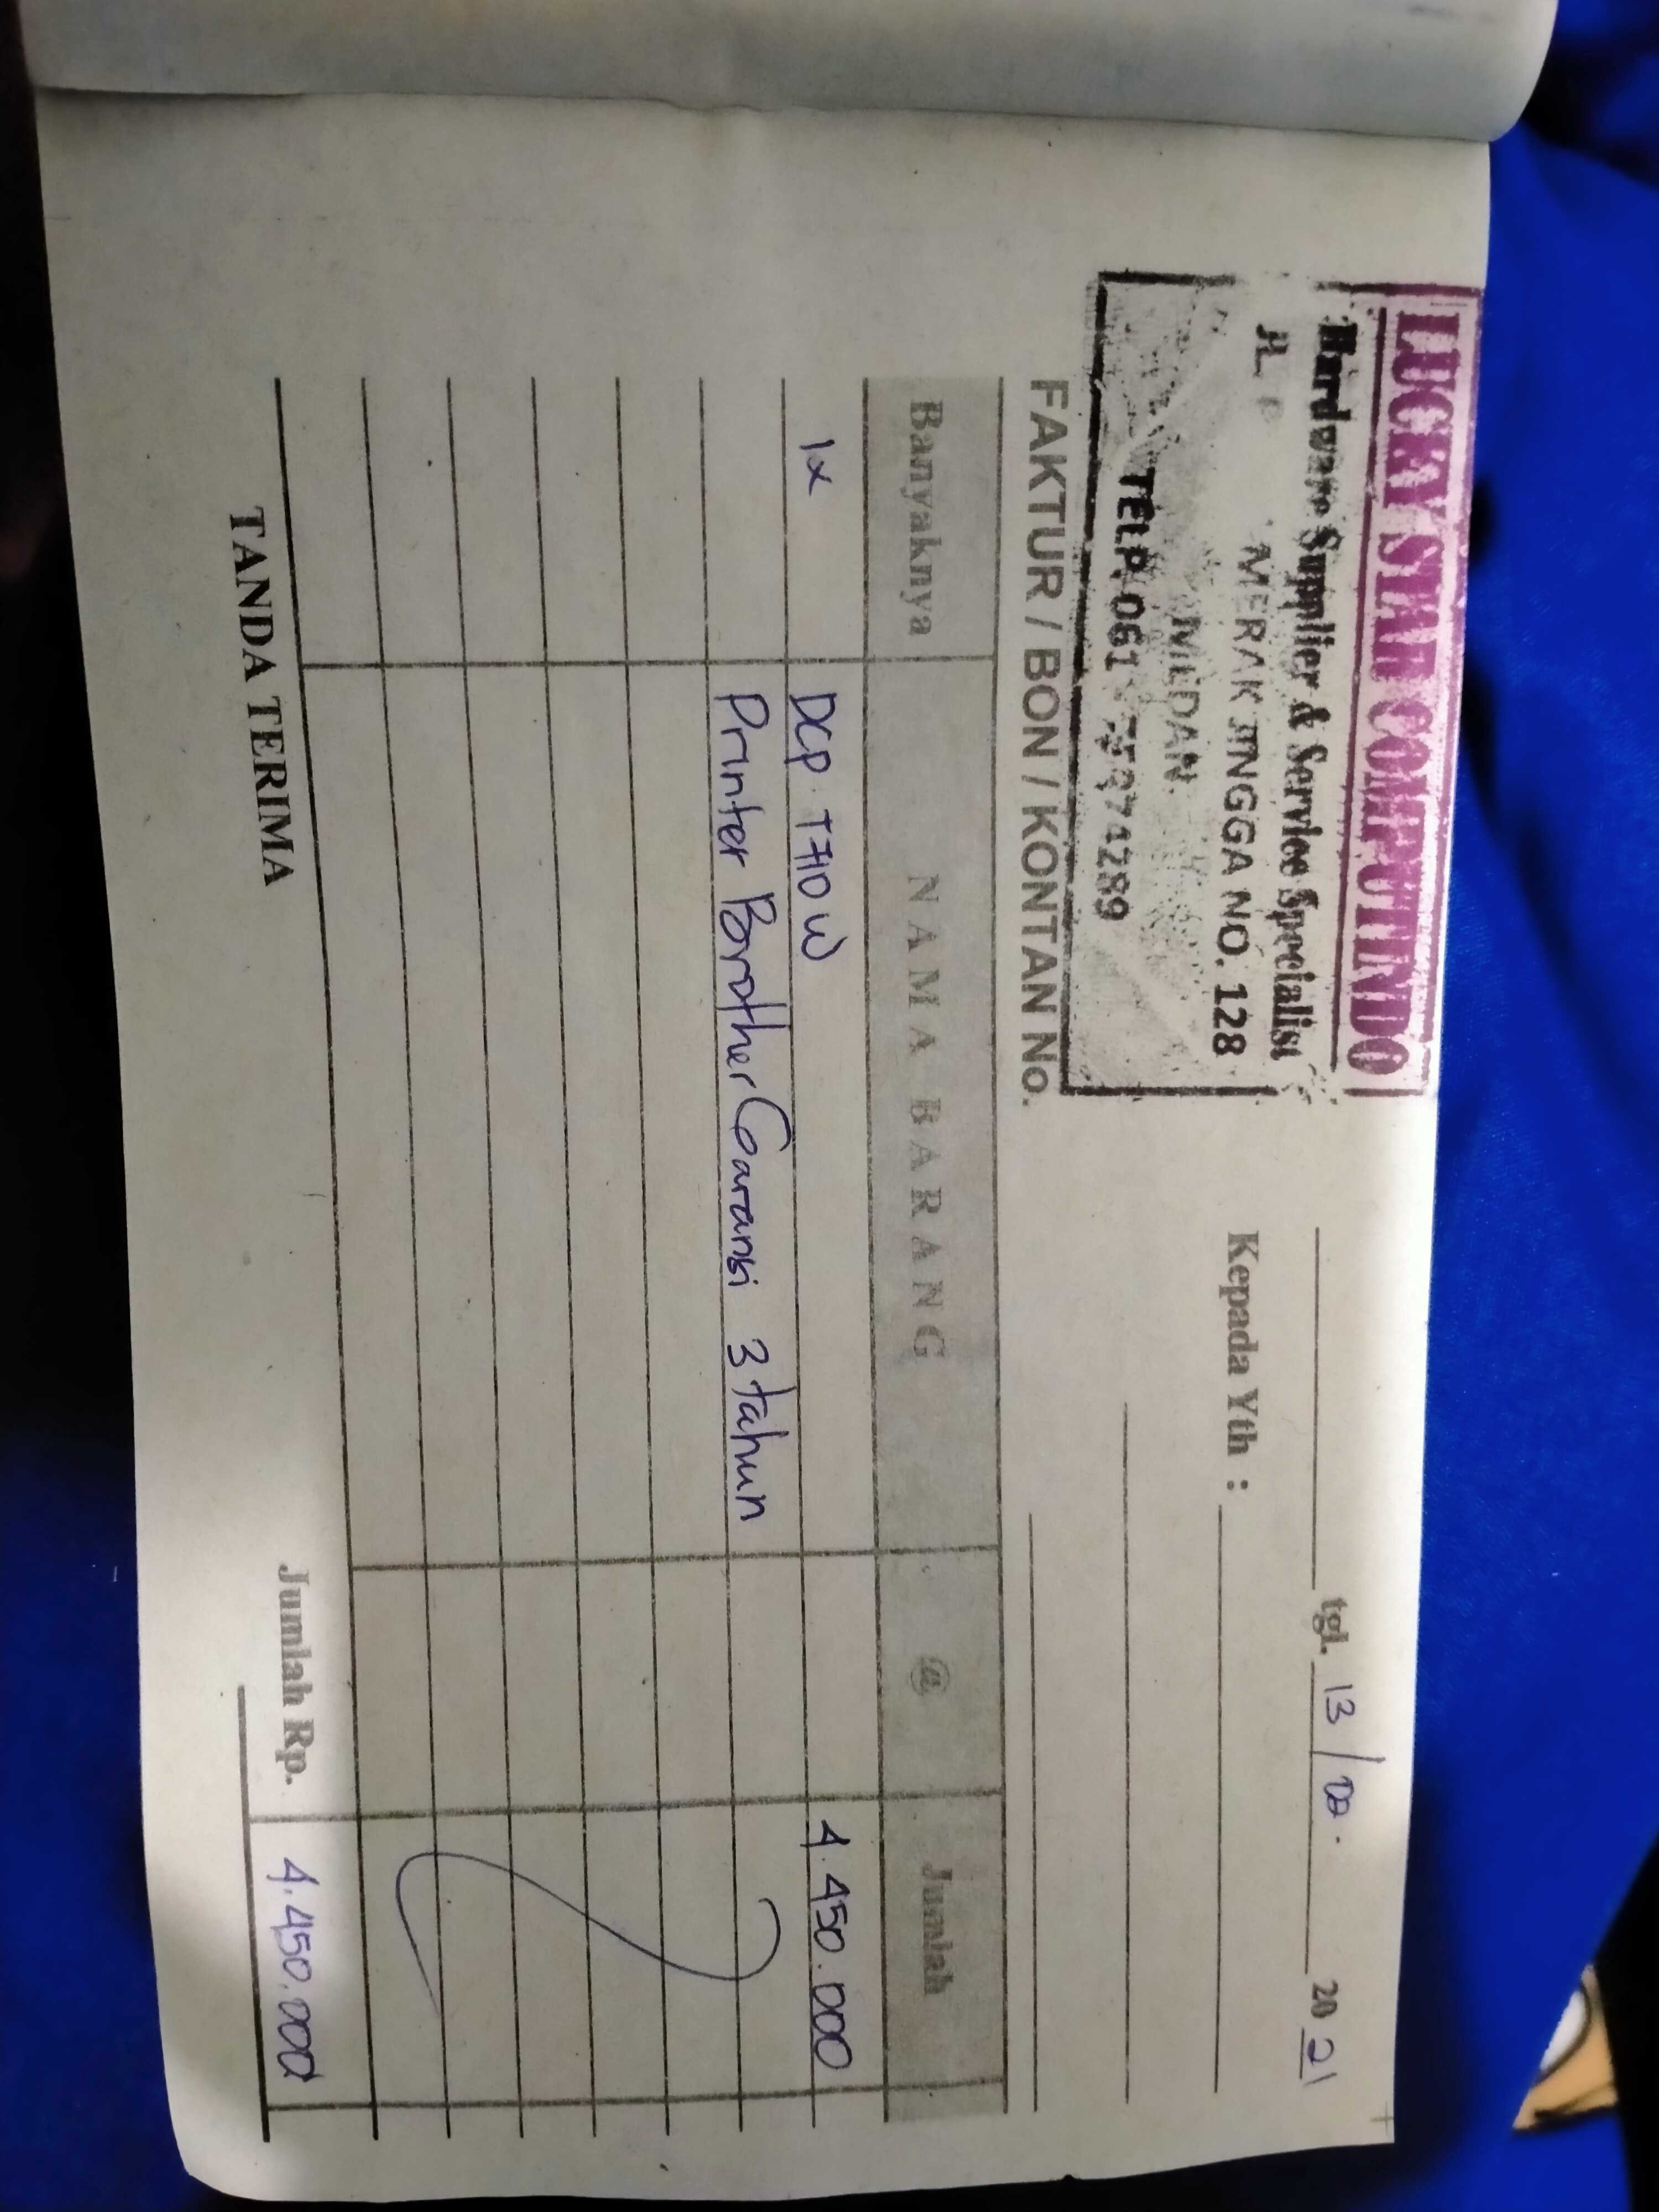 LUCKY STAR COMPUTINDO
Hardware Supplier & Service Specialist
JL. MERAK JINGGA NO. 128
MEDAN.
TELP. 061
tgl. 13 / 20 21
Kepada Yth :
FAKTUR / BON / KONTAN No.
Banyaknya NAMA BARANG @ Jumlah
1x DCP T710W 4.450.000
Printer Brother Garansi 3 tahun
TANDA TERIMA Jumlah Rp. 4.450.000